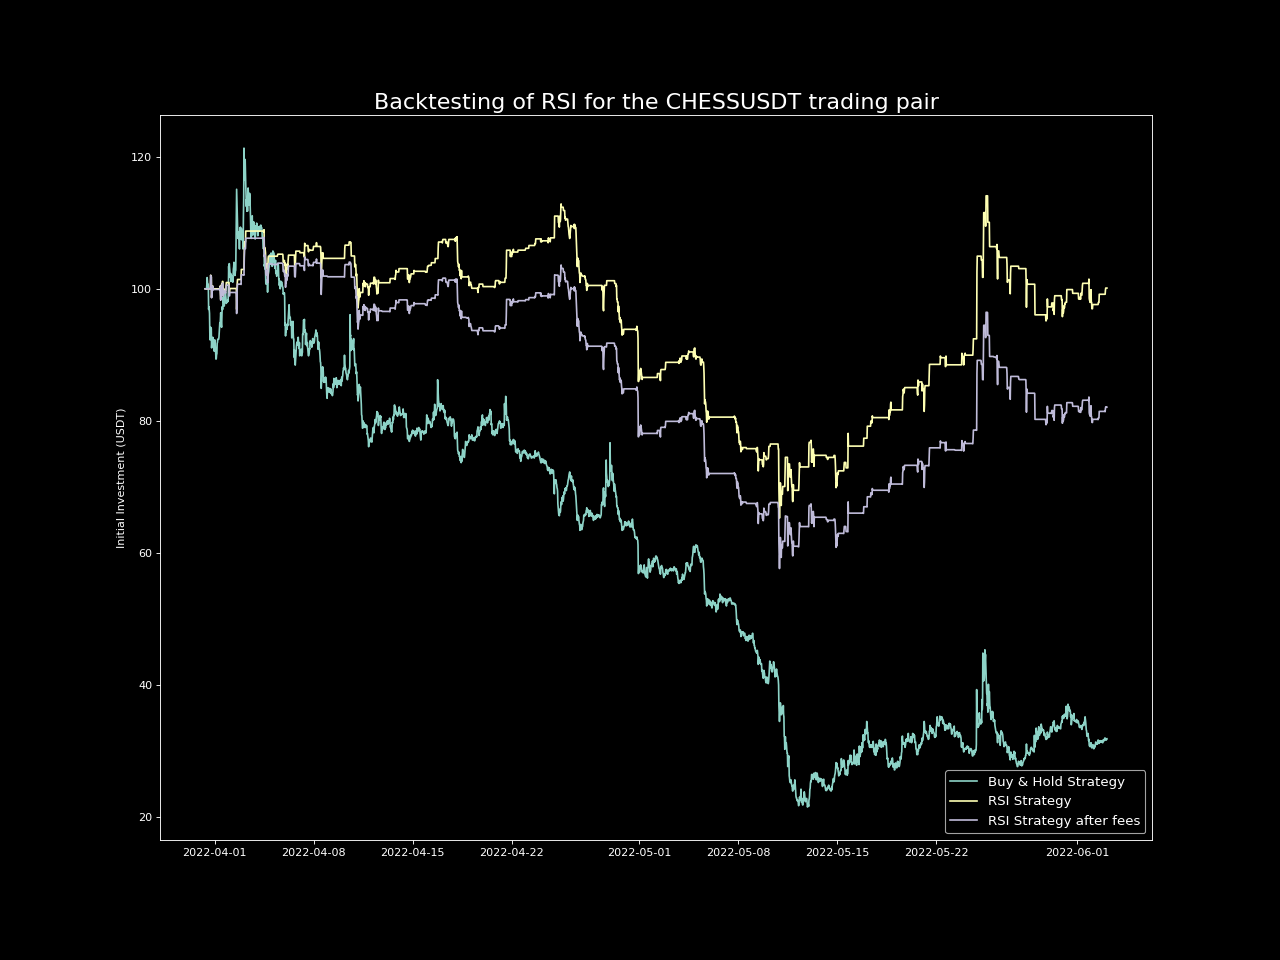 Backtesting of RSI for the CHESSUSDT trading pair
120
100
80
60
40
20
Initial Investment (USDT)
2022-04-01 2022-04-08 2022-04-15 2022-04-22 2022-05-01 2022-05-08 2022-05-15 2022-05-22 2022-06-01
Buy & Hold Strategy
RSI Strategy
RSI Strategy after fees